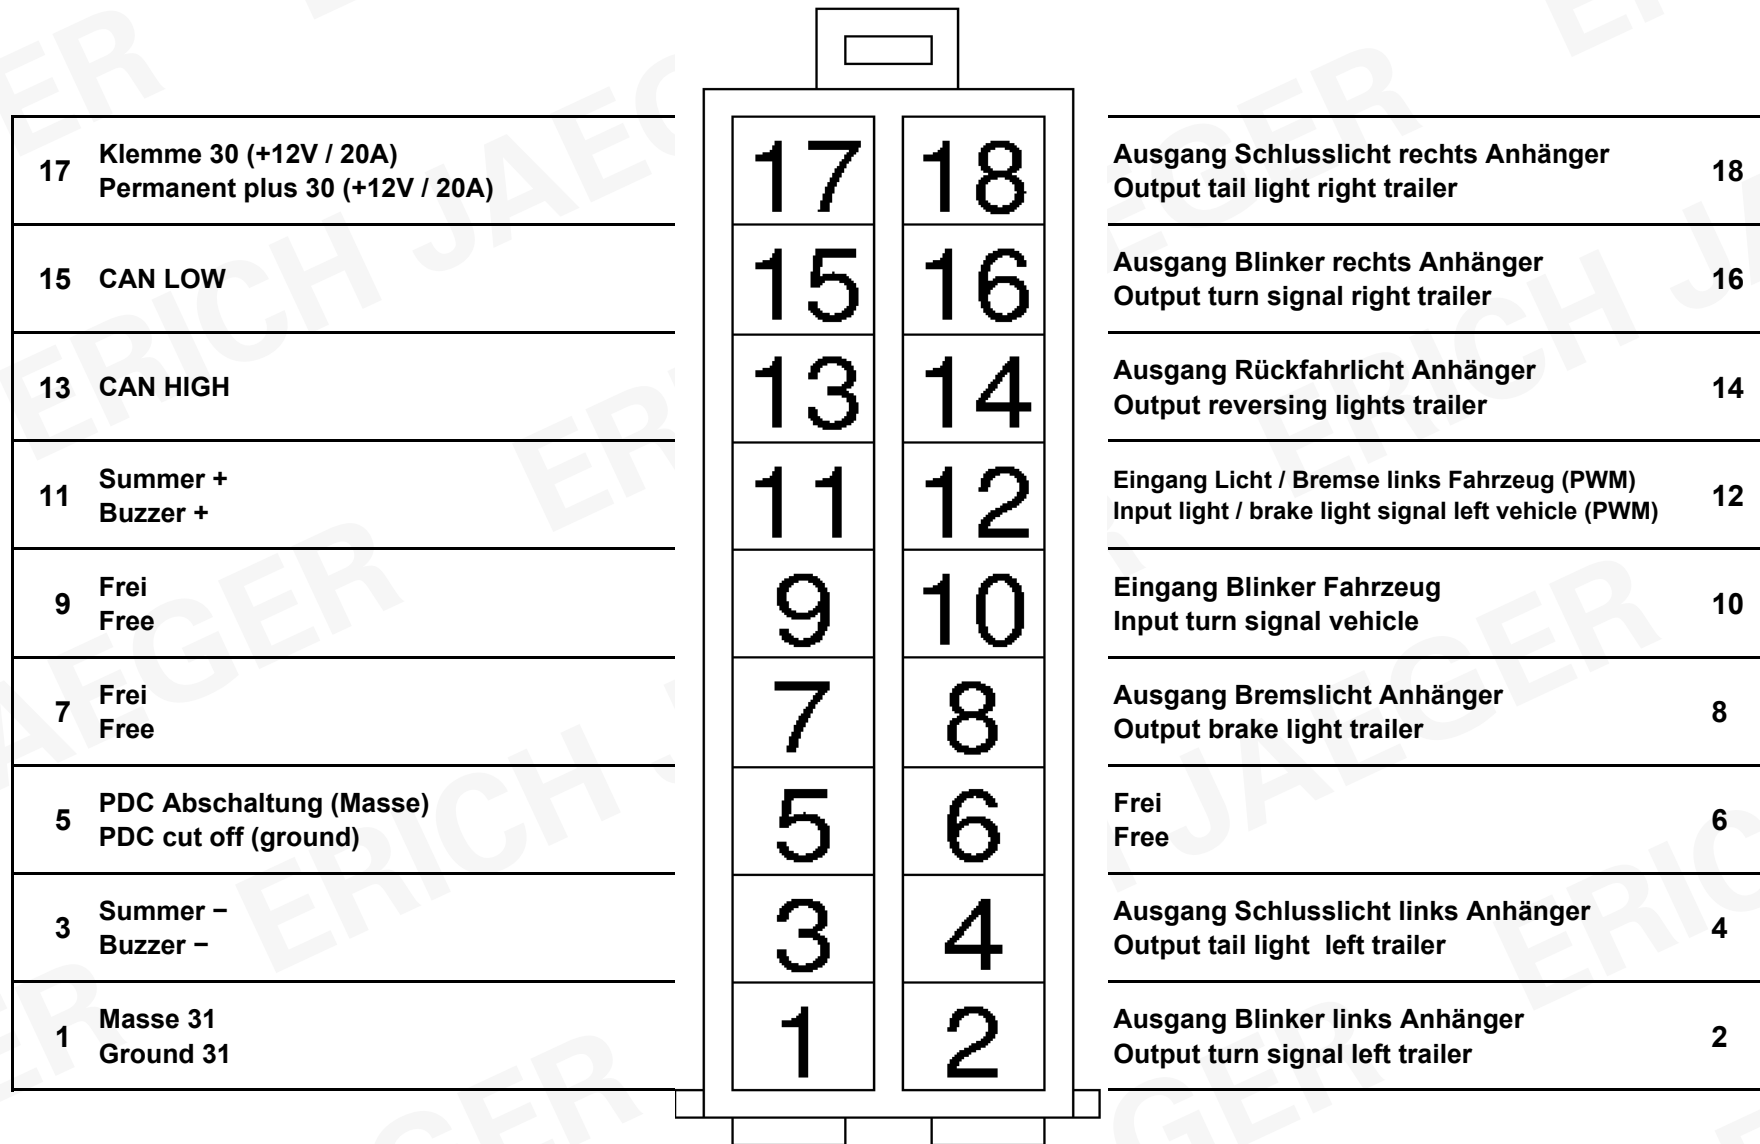 17 Klemme 30 (+12V / 20A)
Permanent plus 30 (+12V / 20A)
17 18
Ausgang Schlusslicht rechts Anhänger 18
Output tail light right trailer
15 CAN LOW
15 16
Ausgang Blinker rechts Anhänger 16
Output turn signal right trailer
13 CAN HIGH
13 14
Ausgang Rückfahrlicht Anhänger 14
Output reversing lights trailer
11 Summer +
Buzzer +
11 12
Eingang Licht / Bremse links Fahrzeug (PWM) 12
Input light / brake light signal left vehicle (PWM)
9 Frei
Free
9 10
Eingang Blinker Fahrzeug 10
Input turn signal vehicle
7 Frei
Free
7 8
Ausgang Bremslicht Anhänger 8
Output brake light trailer
5 PDC Abschaltung (Masse)
PDC cut off (ground)
5 6
Frei 6
Free
3 Summer −
Buzzer −
3 4
Ausgang Schlusslicht links Anhänger 4
Output tail light left trailer
1 Masse 31
Ground 31
1 2
Ausgang Blinker links Anhänger 2
Output turn signal left trailer
ERICH JAEGER